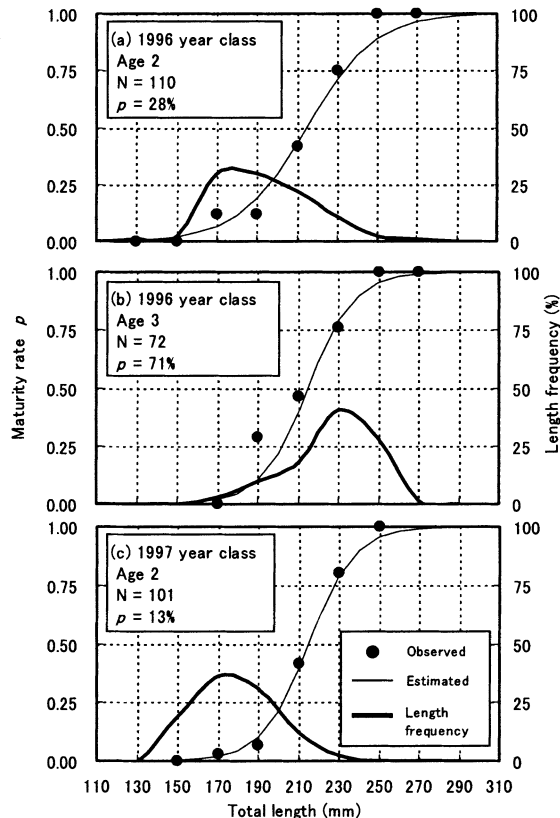 (a) 1996 year class
Age 2
N = 110
p = 28%
1.00
0.75
0.50
0.25
0.00
100
75
50
25
0
(b) 1996 year class
Age 3
N = 72
p = 71%
1.00
0.75
0.50
0.25
0.00
100
75
50
25
0
Maturity rate p
Length frequency (%)
(c) 1997 year class
Age 2
N = 101
p = 13%
1.00
0.75
0.50
0.25
0.00
100
75
50
25
0
Observed
Estimated
Length
frequency
110 130 150 170 190 210 230 250 270 290 310
Total length (mm)